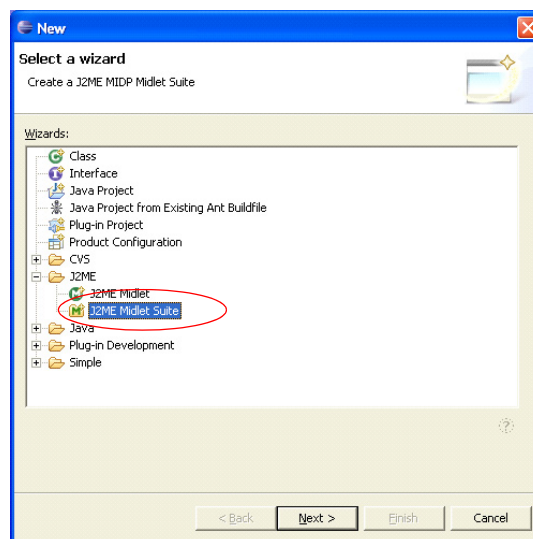 New
Select a wizard
Create a J2ME MIDP Midlet Suite
Wizards:
Class
Interface
Java Project
Java Project from Existing Ant Buildfile
Plug-in Project
Product Configuration
CVS
J2ME
J2ME Midlet
J2ME Midlet Suite
Java
Plug-in Development
Simple
< Back Next > Finish Cancel